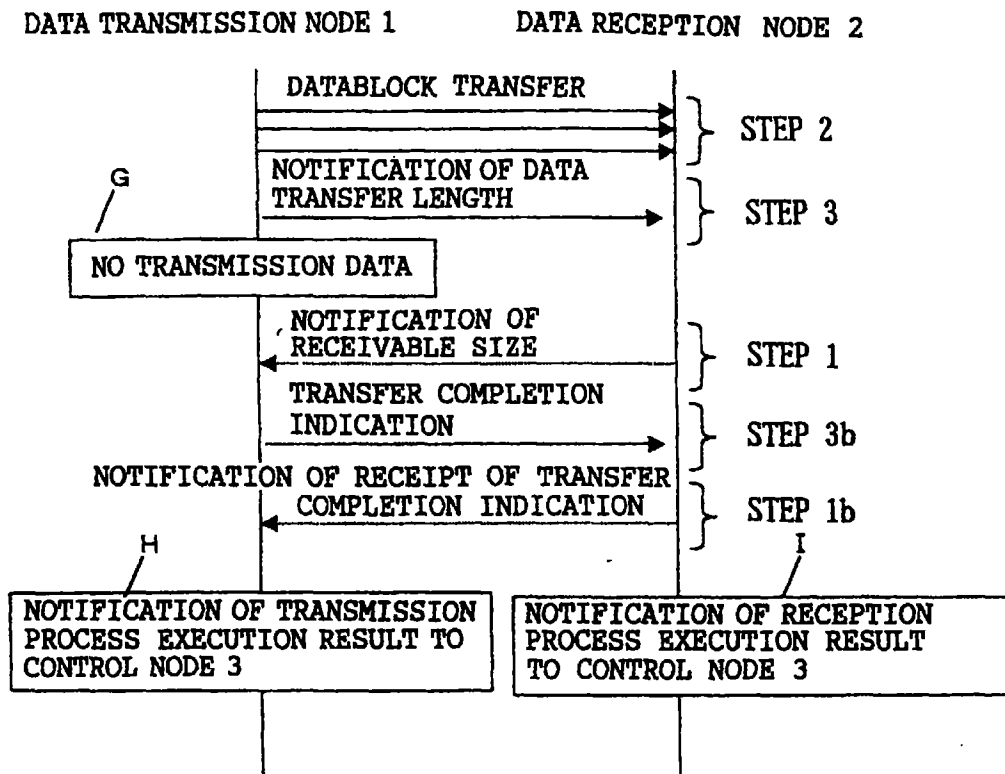 DATA TRANSMISSION NODE 1
DATA RECEPTION NODE 2
DATABLOCK TRANSFER
STEP 2
NOTIFICATION OF DATA
TRANSFER LENGTH
STEP 3
G
NO TRANSMISSION DATA
NOTIFICATION OF
RECEIVABLE SIZE
STEP 1
TRANSFER COMPLETION
INDICATION
STEP 3b
NOTIFICATION OF RECEIPT OF TRANSFER
COMPLETION INDICATION
STEP 1b
H
I
NOTIFICATION OF TRANSMISSION
PROCESS EXECUTION RESULT TO
CONTROL NODE 3
NOTIFICATION OF RECEPTION
PROCESS EXECUTION RESULT
TO CONTROL NODE 3